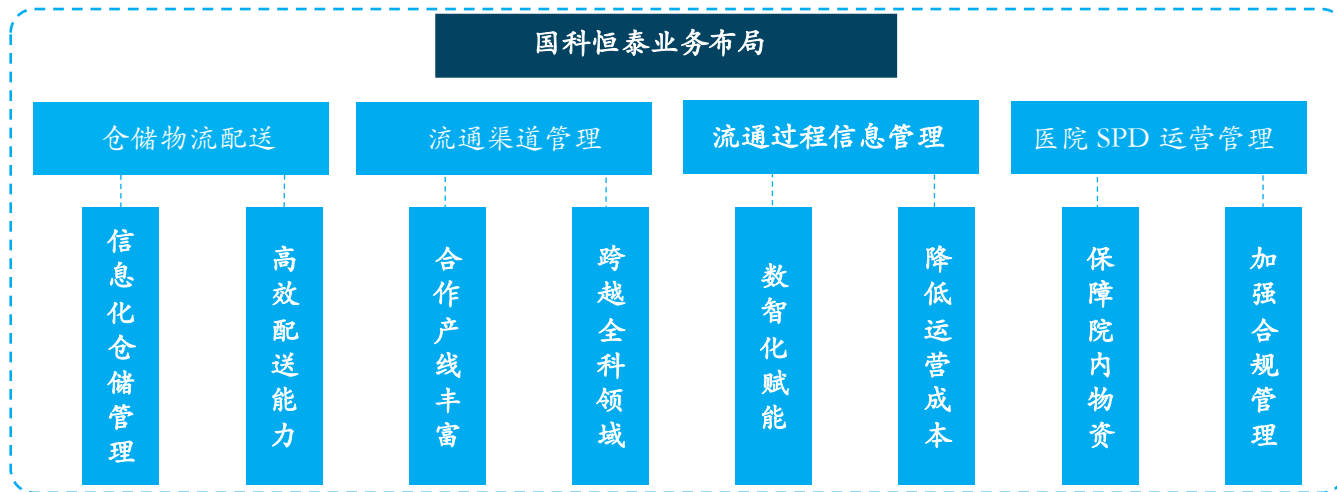 国科恒泰业务布局
仓储物流配送
流通渠道管理
流通过程信息管理
医院 SPD 运营管理
信息化仓储管理
高效配送能力
合作产线丰富
跨越全科领域
数智化赋能
降低运营成本
保障院内物资
加强合规管理